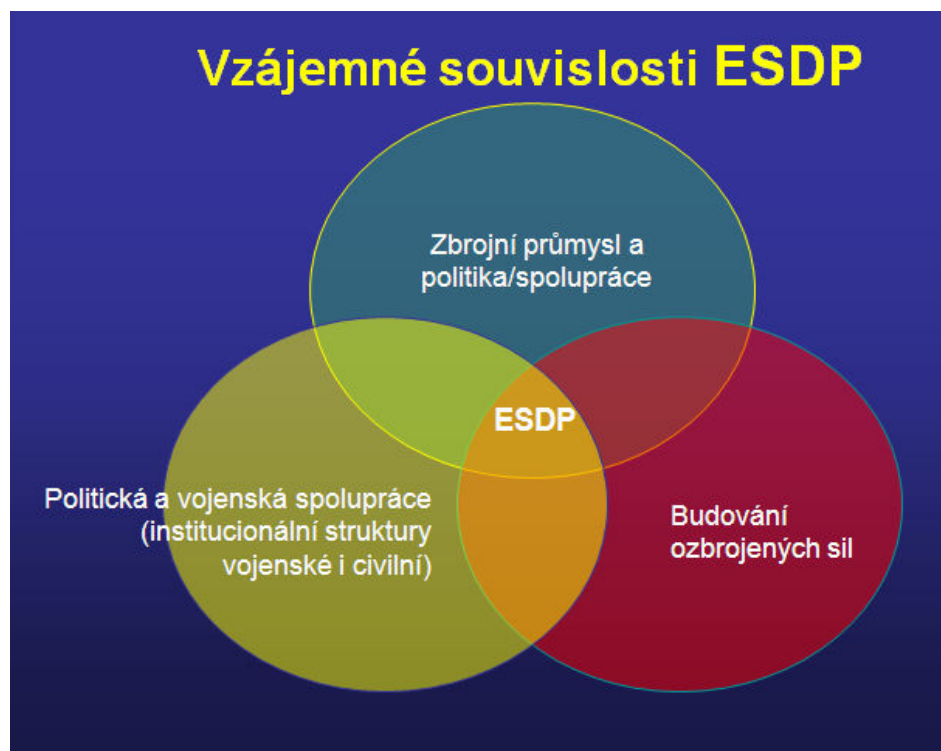 Vzájemné souvislosti ESDP
Zbrojní průmysl a
politika/spolupráce
ESDP
Politická a vojenská spolupráce
(institucionální struktury
vojenské i civilní)
Budování
ozbrojených sil